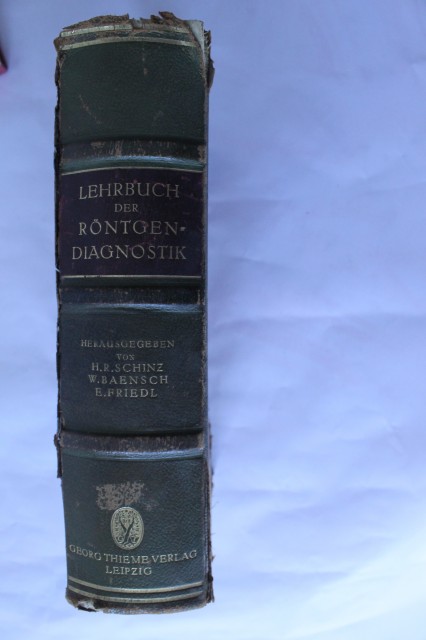 LEHRBUCH
DER
RÖNTGEN-
DIAGNOSTIK
HERAUSGEGEBEN
VON
H.R.SCHINZ
W.BAENSCH
E.FRIEDL
GEORG THIEME VERLAG
LEIPZIG